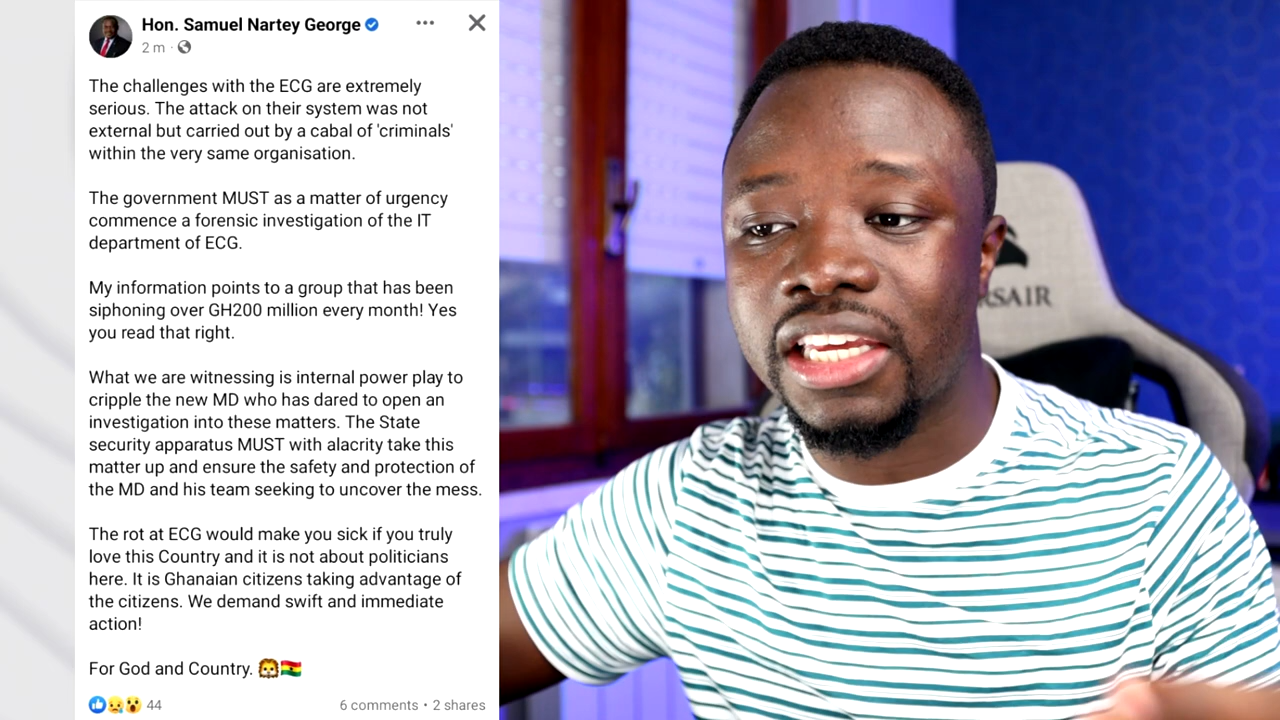 Hon. Samuel Nartey George
2 m
The challenges with the ECG are extremely
serious. The attack on their system was not
external but carried out by a cabal of 'criminals'
within the very same organisation.
The government MUST as a matter of urgency
commence a forensic investigation of the IT
department of ECG.
My information points to a group that has been
siphoning over GH200 million every month! Yes
you read that right.
What we are witnessing is internal power play to
cripple the new MD who has dared to open an
investigation into these matters. The State
security apparatus MUST with alacrity take this
matter up and ensure the safety and protection of
the MD and his team seeking to uncover the mess.
The rot at ECG would make you sick if you truly
love this Country and it is not about politicians
here. It is Ghanaian citizens taking advantage of
the citizens. We demand swift and immediate
action!
For God and Country. 🦁🇬🇭
44
6 comments • 2 shares
RSAIR